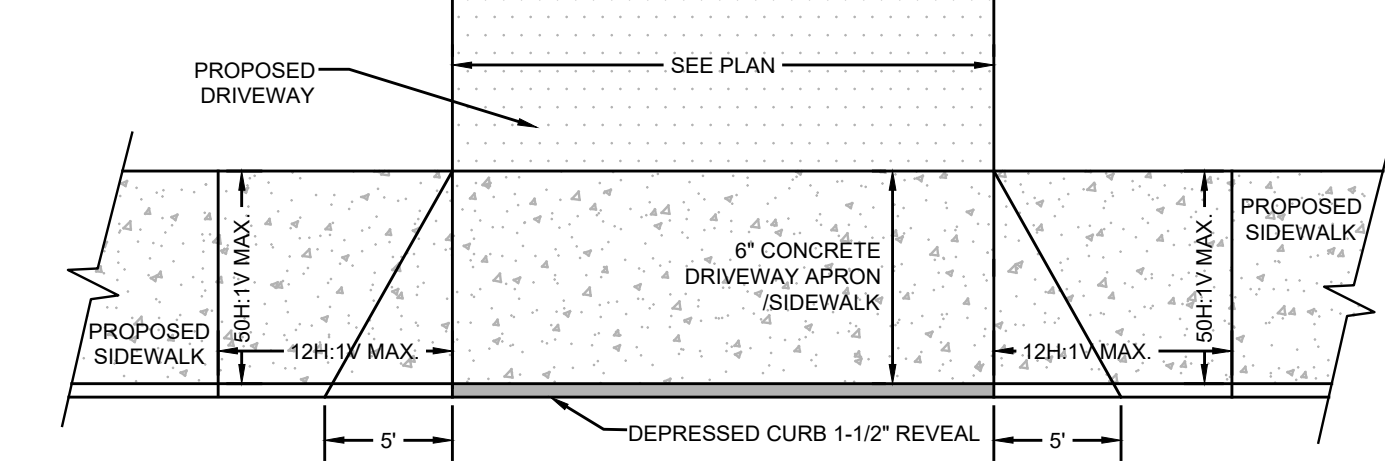 PROPOSED
DRIVEWAY
SEE PLAN
50H:1V MAX.
PROPOSED
SIDEWALK
12H:1V MAX.
6" CONCRETE
DRIVEWAY APRON
/SIDEWALK
12H:1V MAX.
50H:1V MAX.
PROPOSED
SIDEWALK
5'
DEPRESSED CURB 1-1/2" REVEAL
5'